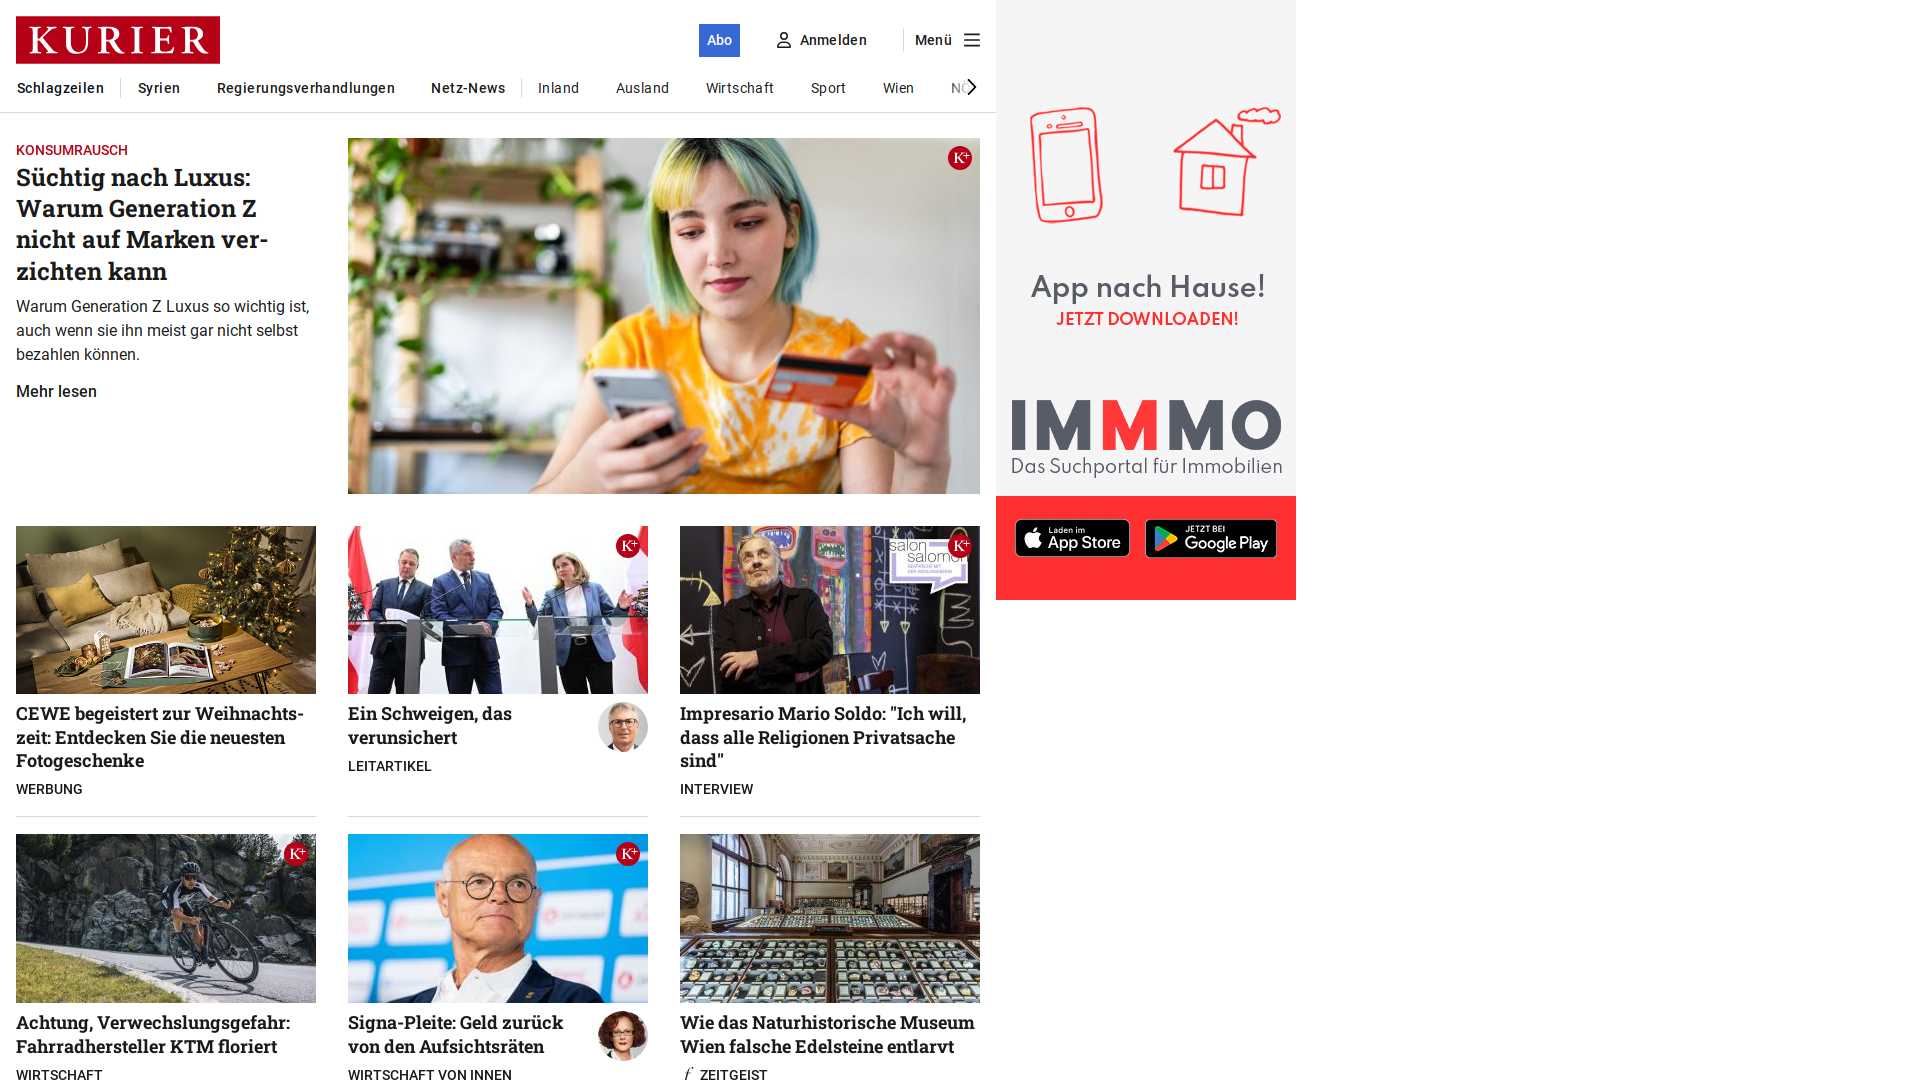 KURIER
Abo
Anmelden
Menü
Schlagzeilen
Syrien
Regierungsverhandlungen
Netz-News
Inland
Ausland
Wirtschaft
Sport
Wien
NÖ
KONSUMRAUSCH
Süchtig nach Luxus:
Warum Generation Z
nicht auf Marken ver-
zichten kann
Warum Generation Z Luxus so wichtig ist,
auch wenn sie ihn meist gar nicht selbst
bezahlen können.
Mehr lesen
K+
App nach Hause!
JETZT DOWNLOADEN!
IMMMO
Das Suchportal für Immobilien
Laden im
App Store
JETZT BEI
Google Play
K+
salon
salomon
K+
CEWE begeistert zur Weihnachts-
zeit: Entdecken Sie die neuesten
Fotogeschenke
WERBUNG
Ein Schweigen, das
verunsichert
LEITARTIKEL
Impresario Mario Soldo: "Ich will,
dass alle Religionen Privatsache
sind"
INTERVIEW
K+
K+
Achtung, Verwechslungsgefahr:
Fahrradhersteller KTM floriert
WIRTSCHAFT
Signa-Pleite: Geld zurück
von den Aufsichtsräten
WIRTSCHAFT VON INNEN
Wie das Naturhistorische Museum
Wien falsche Edelsteine entlarvt
f ZEITGEIST